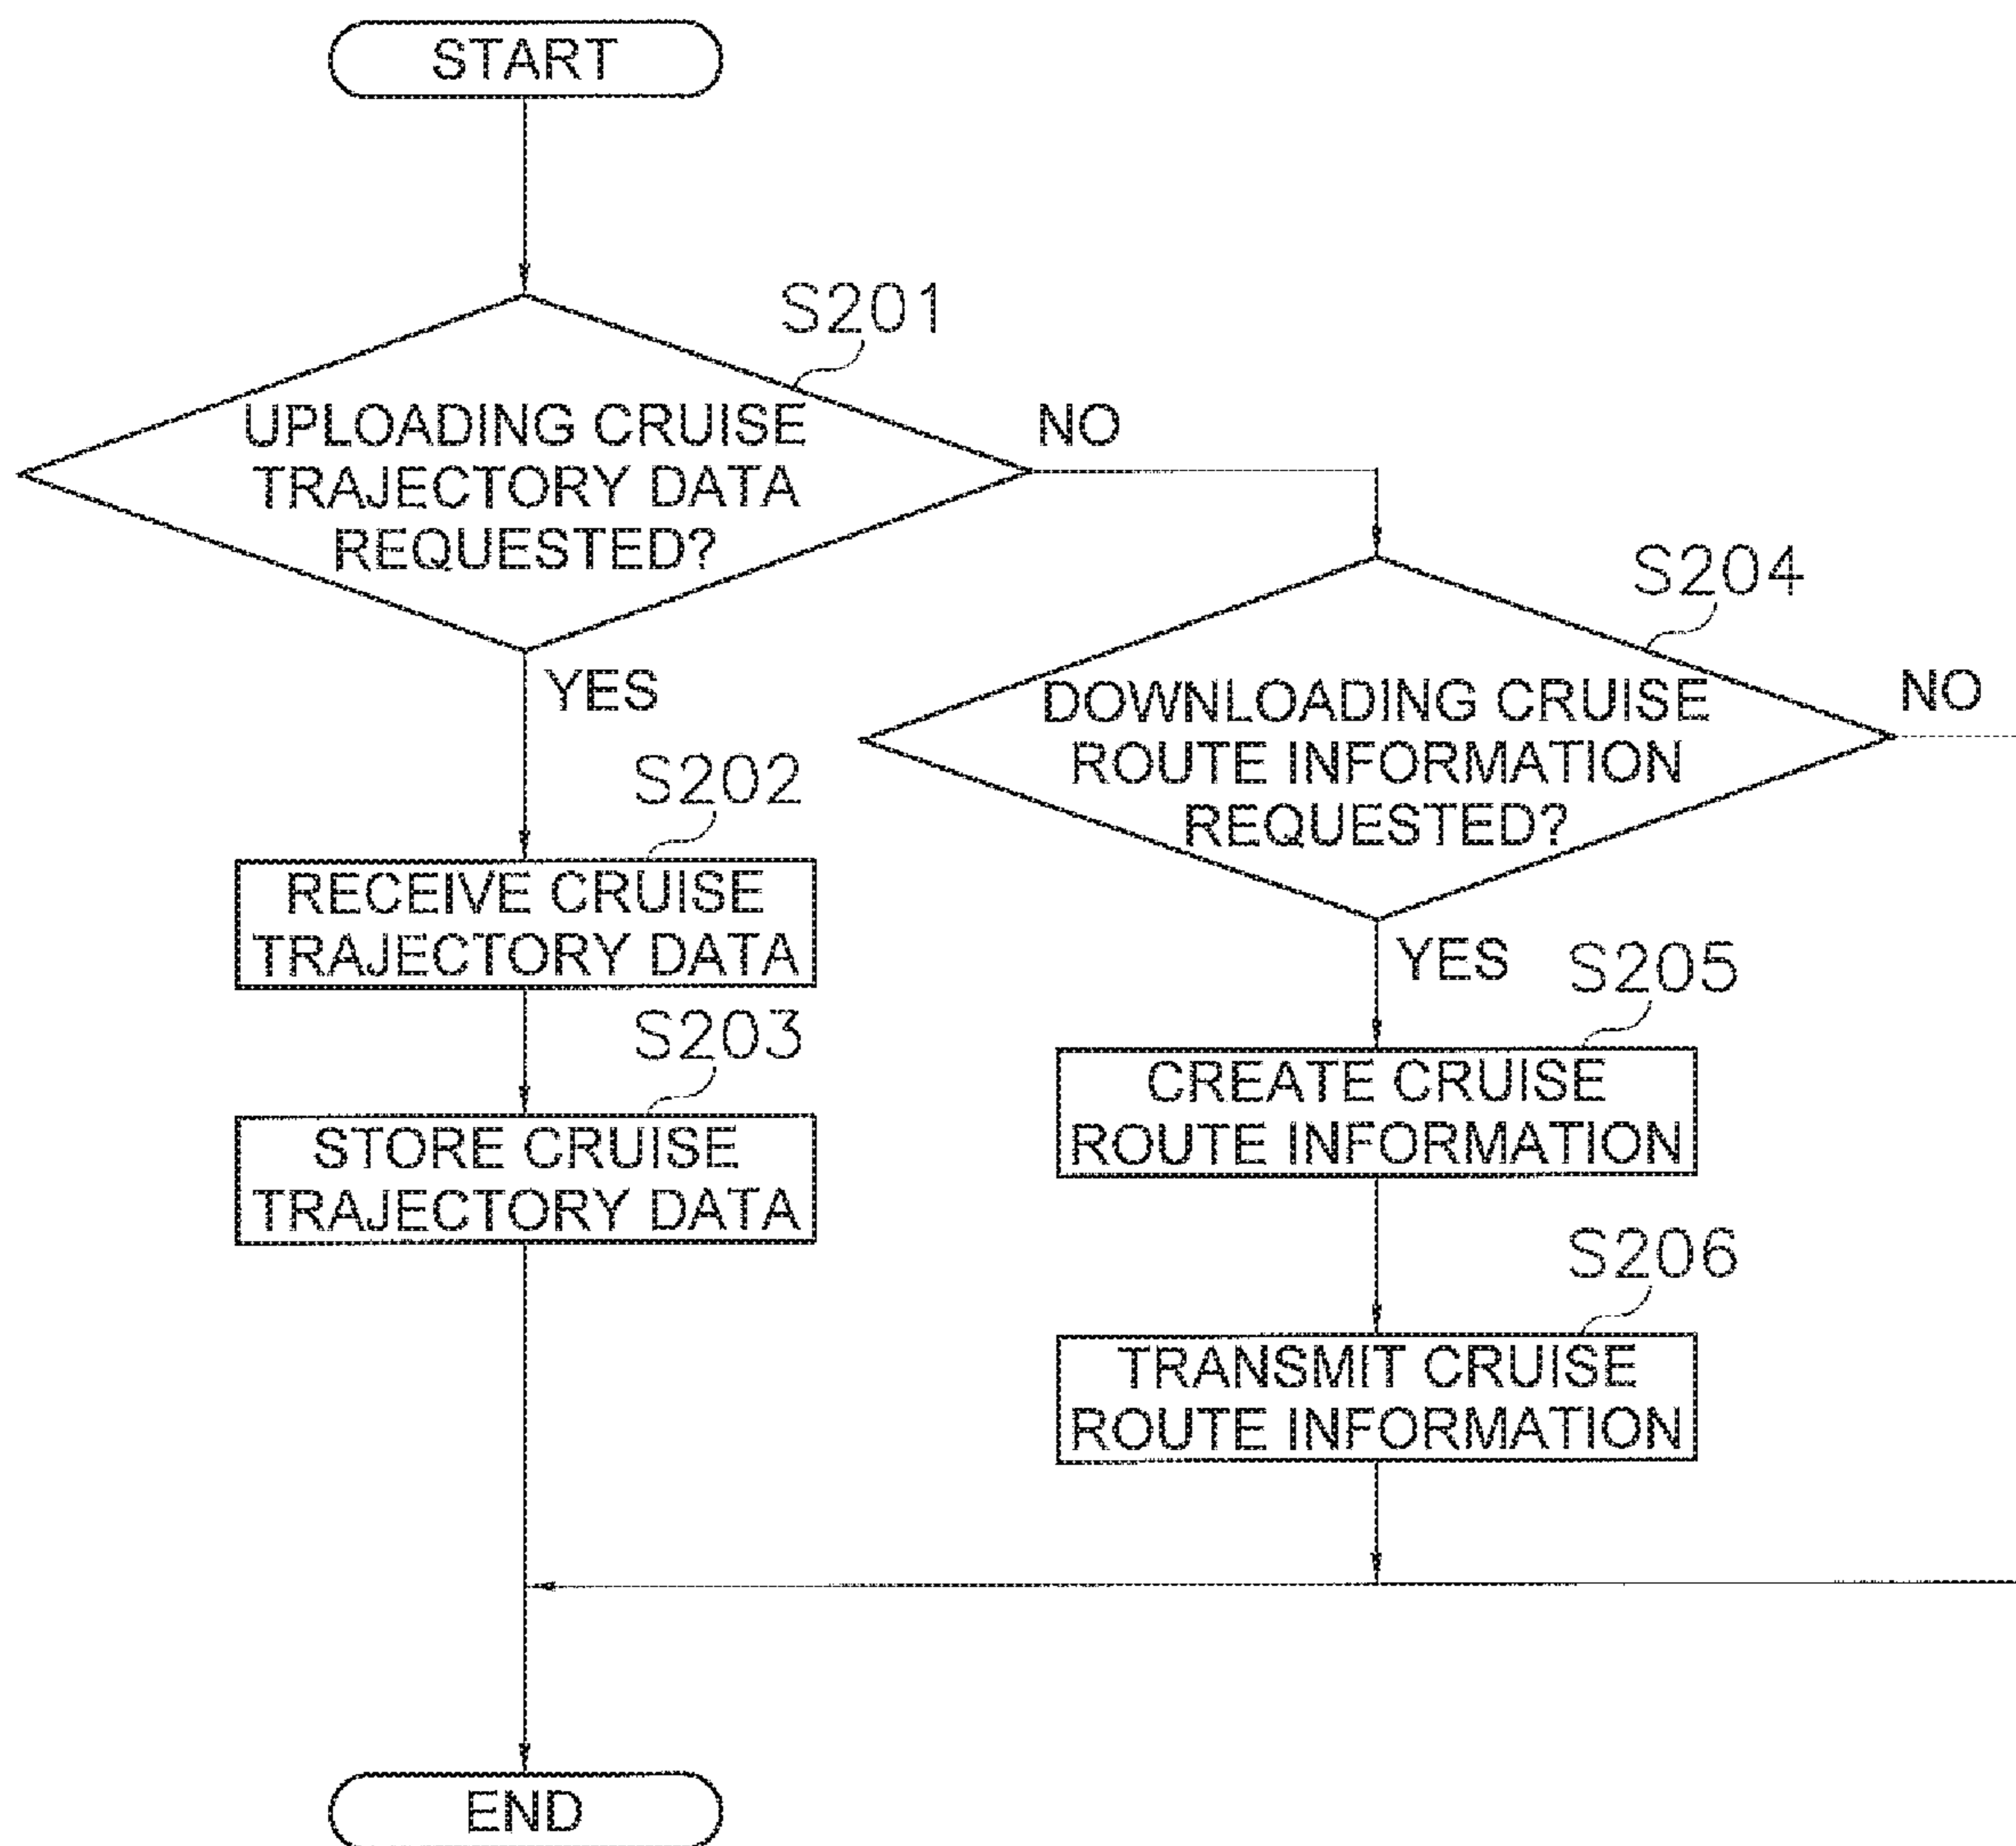 START
S201
UPLOADING CRUISE
TRAJECTORY DATA
REQUESTED?
NO
YES
S202
RECEIVE CRUISE
TRAJECTORY DATA
S203
STORE CRUISE
TRAJECTORY DATA
S204
DOWNLOADING CRUISE
ROUTE INFORMATION
REQUESTED?
NO
YES
S205
CREATE CRUISE
ROUTE INFORMATION
S206
TRANSMIT CRUISE
ROUTE INFORMATION
END